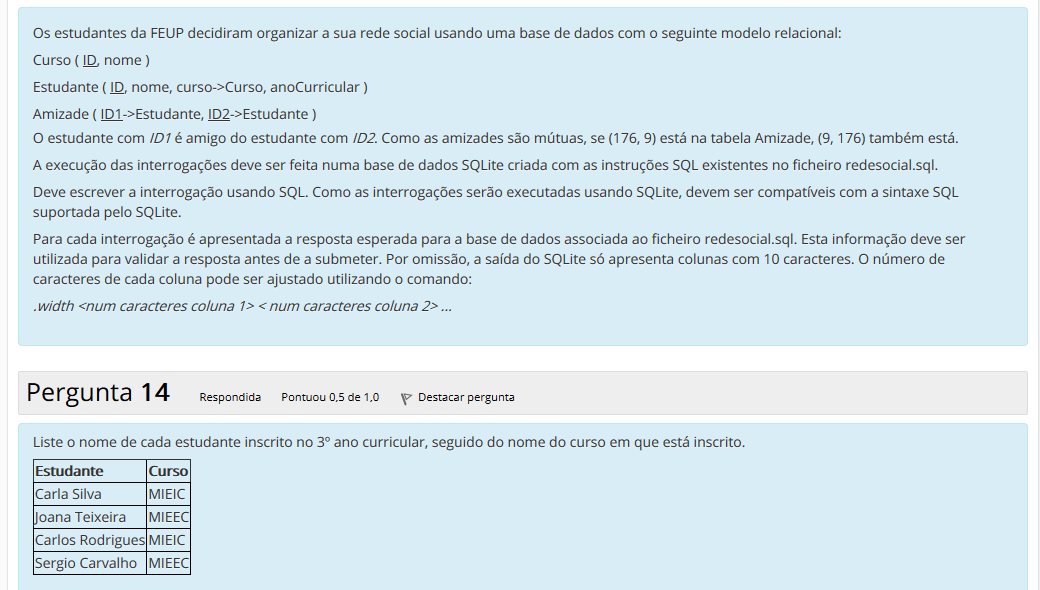 Os estudantes da FEUP decidiram organizar a sua rede social usando uma base de dados com o seguinte modelo relacional:
Curso ( ID, nome )
Estudante ( ID, nome, curso->Curso, anoCurricular )
Amizade ( ID1->Estudante, ID2->Estudante )
O estudante com ID1 é amigo do estudante com ID2. Como as amizades são mútuas, se (176, 9) está na tabela Amizade, (9, 176) também está.
A execução das interrogações deve ser feita numa base de dados SQLite criada com as instruções SQL existentes no ficheiro redesocial.sql.
Deve escrever a interrogação usando SQL. Como as interrogações serão executadas usando SQLite, devem ser compatíveis com a sintaxe SQL
suportada pelo SQLite.
Para cada interrogação é apresentada a resposta esperada para a base de dados associada ao ficheiro redesocial.sql. Esta informação deve ser
utilizada para validar a resposta antes de a submeter. Por omissão, a saída do SQLite só apresenta colunas com 10 caracteres. O número de
caracteres de cada coluna pode ser ajustado utilizando o comando:
.width <num caracteres coluna 1> < num caracteres coluna 2> ...
Pergunta 14 Respondida Pontuou 0,5 de 1,0 Destacar pergunta
Liste o nome de cada estudante inscrito no 3º ano curricular, seguido do nome do curso em que está inscrito.
Estudante Curso
Carla Silva MIEIC
Joana Teixeira MIEEC
Carlos Rodrigues MIEIC
Sergio Carvalho MIEEC